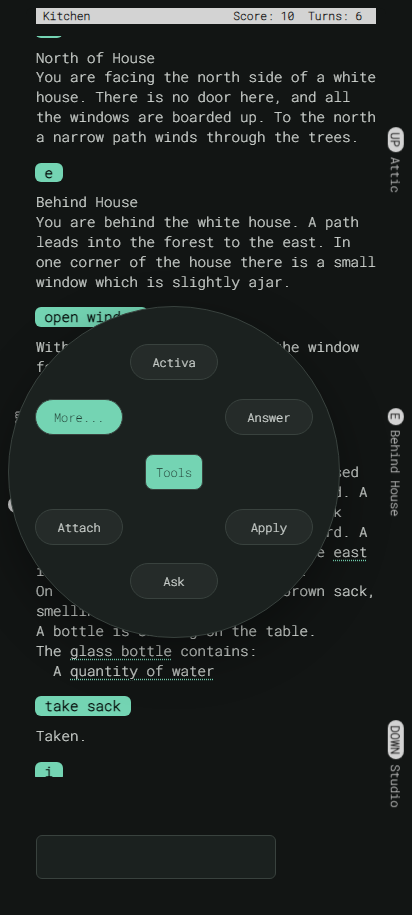 Kitchen Score: 10 Turns: 6
North of House
You are facing the north side of a white
house. There is no door here, and all
the windows are boarded up. To the north
a narrow path winds through the trees.
e
Behind House
You are behind the white house. A path
leads into the forest to the east. In
one corner of the house there is a small
window which is slightly ajar.
open
With the window
Activa
More...
Answer
Tools
Attach
Apply
Ask
d. A
rd. A
east
On brown sack,
A bottle is on the table.
The glass bottle contains:
A quantity of water
take sack
Taken.
i
UP Attic
E Behind House
DOWN Studio